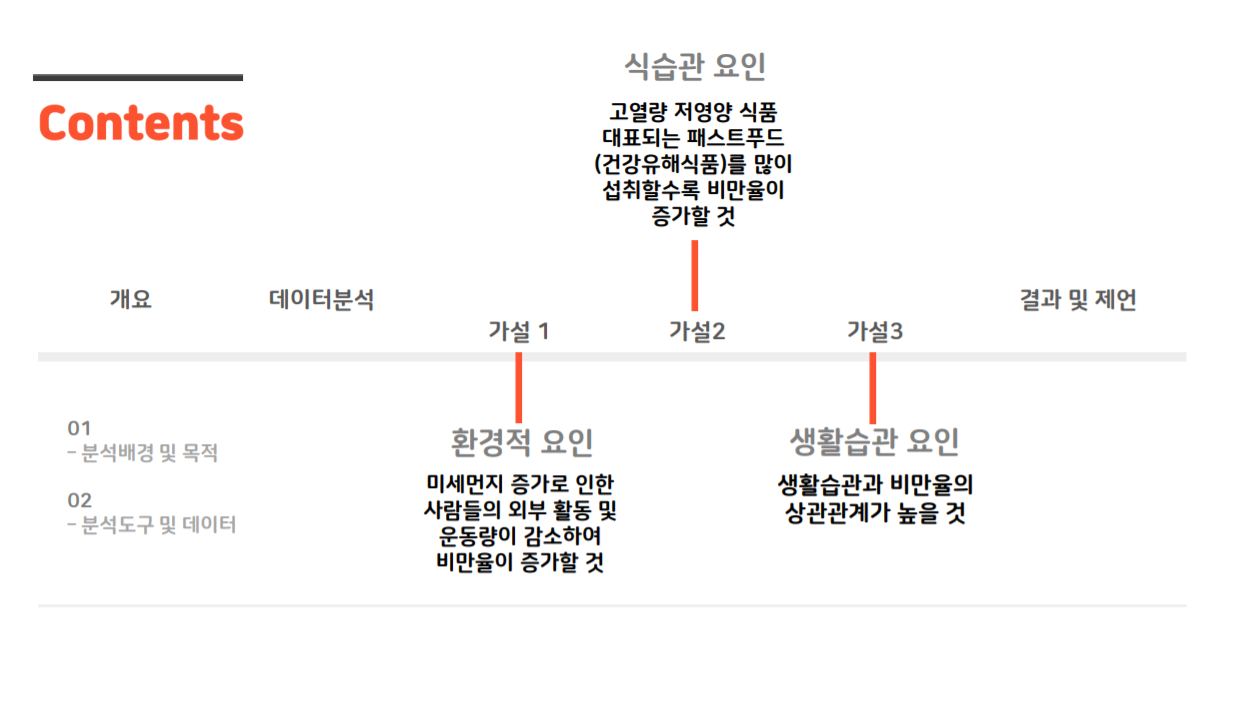 Contents
식습관 요인
고열량 저영양 식품
대표되는 패스트푸드
(건강유해식품)를 많이
섭취할수록 비만율이
증가할 것
개요
데이터분석
가설 1
가설2
가설3
결과 및 제언
01
- 분석배경 및 목적
02
- 분석도구 및 데이터
환경적 요인
미세먼지 증가로 인한
사람들의 외부 활동 및
운동량이 감소하여
비만율이 증가할 것
생활습관 요인
생활습관과 비만율의
상관관계가 높을 것